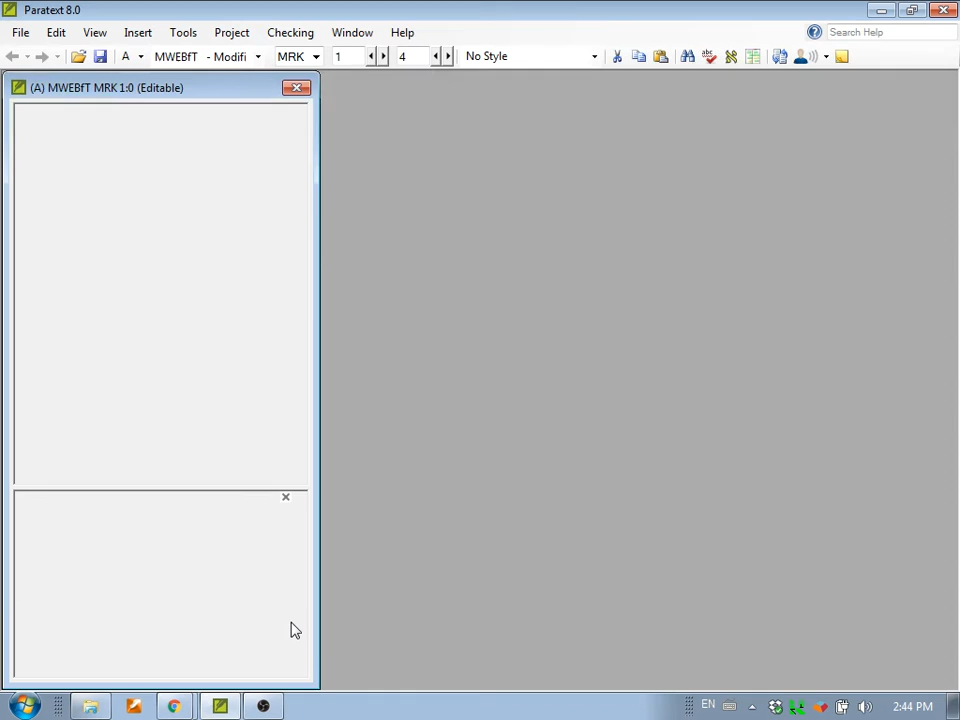 Paratext 8.0
File Edit View Insert Tools Project Checking Window Help Search Help
A MWEBfT - Modifi MRK 1 4 No Style
(A) MWEBfT MRK 1:0 (Editable)
EN 2:44 PM